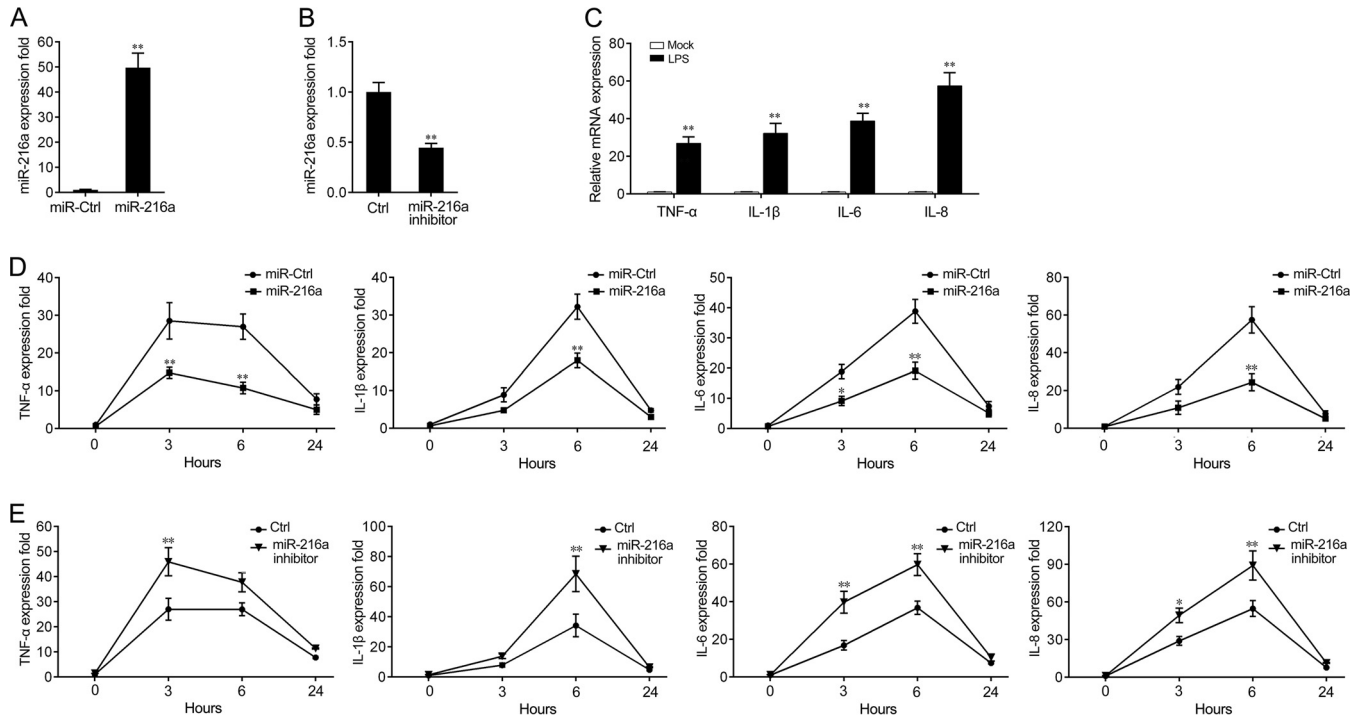 A
miR-216a expression fold
60
50
40
30
20
10
0
**
miR-Ctrl
miR-216a
B
miR-216a expression fold
1.5
1.0
0.5
0.0
**
Ctrl
miR-216a
inhibitor
C
Relative mRNA expression
80
60
40
20
0
Mock
LPS
**
**
**
**
TNF-α
IL-1β
IL-6
IL-8
D
TNF-α expression fold
40
30
20
10
0
miR-Ctrl
miR-216a
**
**
0
3
6
24
Hours
IL-1β expression fold
40
30
20
10
0
miR-Ctrl
miR-216a
**
0
3
6
24
Hours
IL-6 expression fold
50
40
30
20
10
0
miR-Ctrl
miR-216a
*
**
0
3
6
24
Hours
IL-8 expression fold
80
60
40
20
0
miR-Ctrl
miR-216a
**
0
3
6
24
Hours
E
TNF-α expression fold
60
50
40
30
20
10
0
Ctrl
miR-216a
inhibitor
**
0
3
6
24
Hours
IL-1β expression fold
100
80
60
40
20
0
Ctrl
miR-216a
inhibitor
**
0
3
6
24
Hours
IL-6 expression fold
80
60
40
20
0
Ctrl
miR-216a
inhibitor
**
**
0
3
6
24
Hours
IL-8 expression fold
120
90
60
30
0
Ctrl
miR-216a
inhibitor
*
**
0
3
6
24
Hours